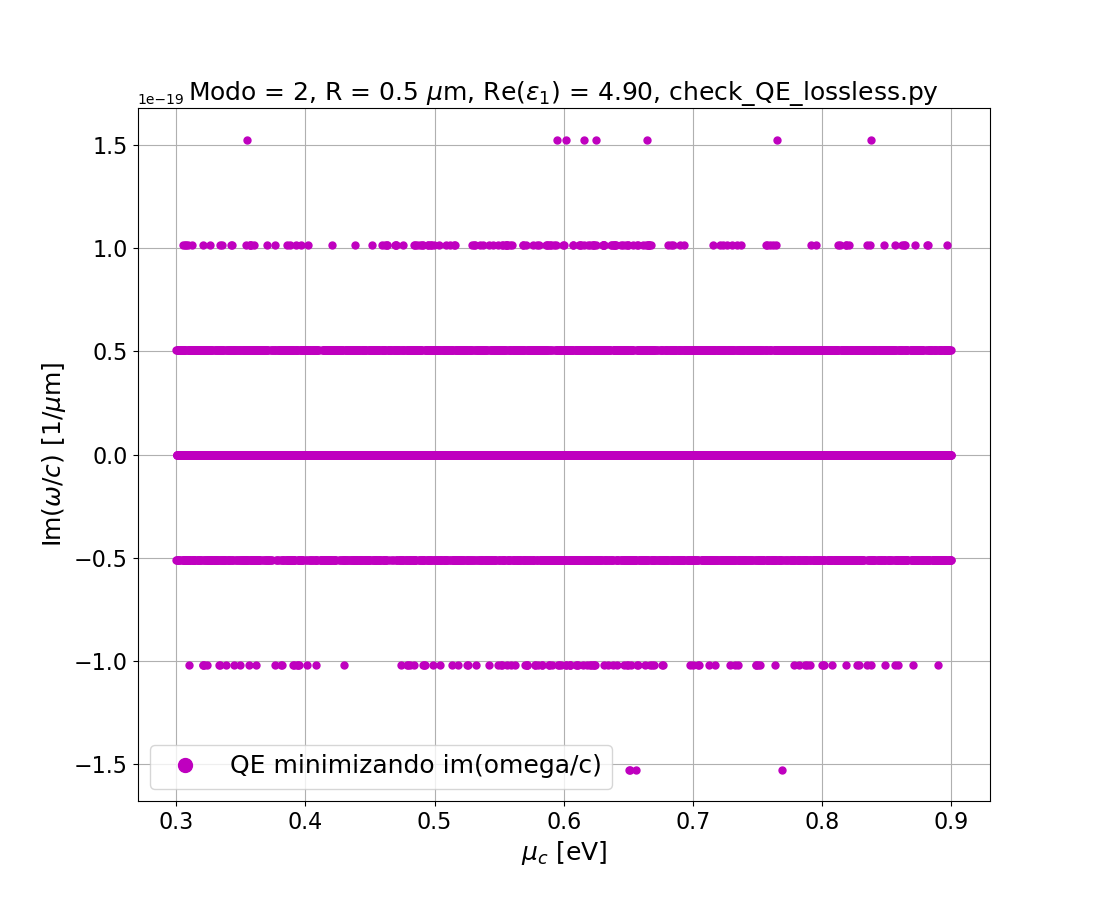 Modo = 2, R = 0.5 μm, Re(ε₁) = 4.90, check_QE_lossless.py
1e−19
1.5
1.0
0.5
0.0
−0.5
−1.0
−1.5
Im(ω/c) [1/μm]
QE minimizando im(omega/c)
0.3 0.4 0.5 0.6 0.7 0.8 0.9
μ_c [eV]